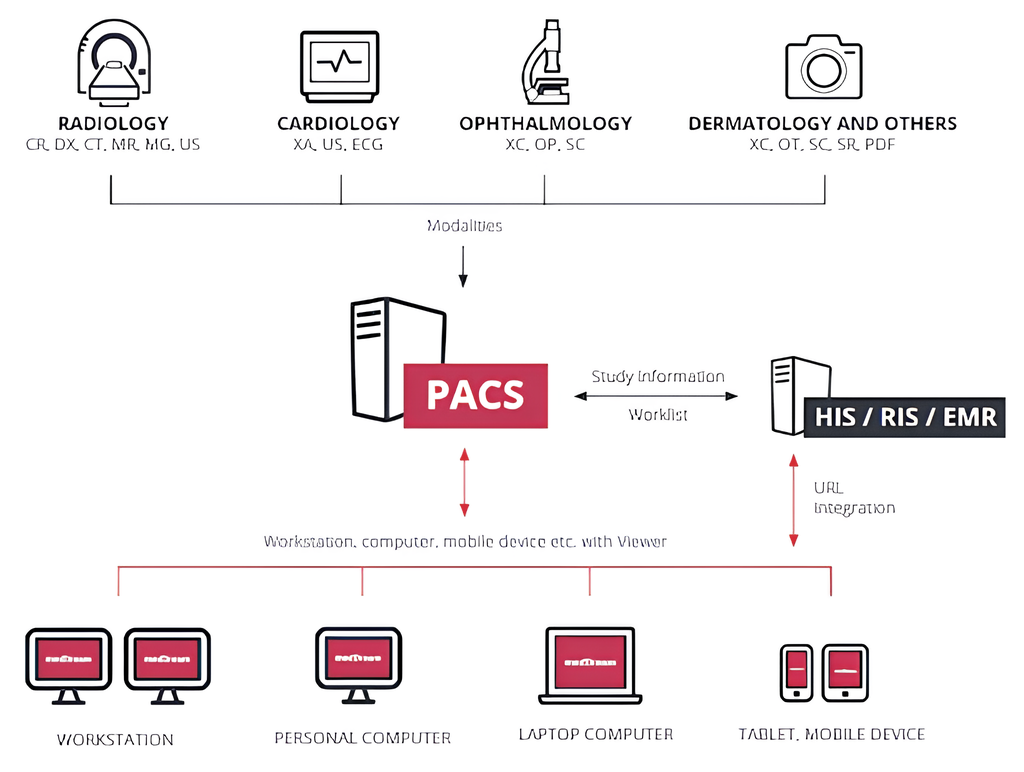 RADIOLOGY
CR, DX, CT, MR, MG, US
CARDIOLOGY
XA, US, ECG
OPHTHALMOLOGY
XC, OP, SC
DERMATOLOGY AND OTHERS
XC, OT, SC, SR, PDF
Modalities
PACS
Study Information
Worklist
HIS / RIS / EMR
URL
Integration
Workstation, computer, mobile device etc. with Viewer
WORKSTATION
PERSONAL COMPUTER
LAPTOP COMPUTER
TABLET, MOBILE DEVICE